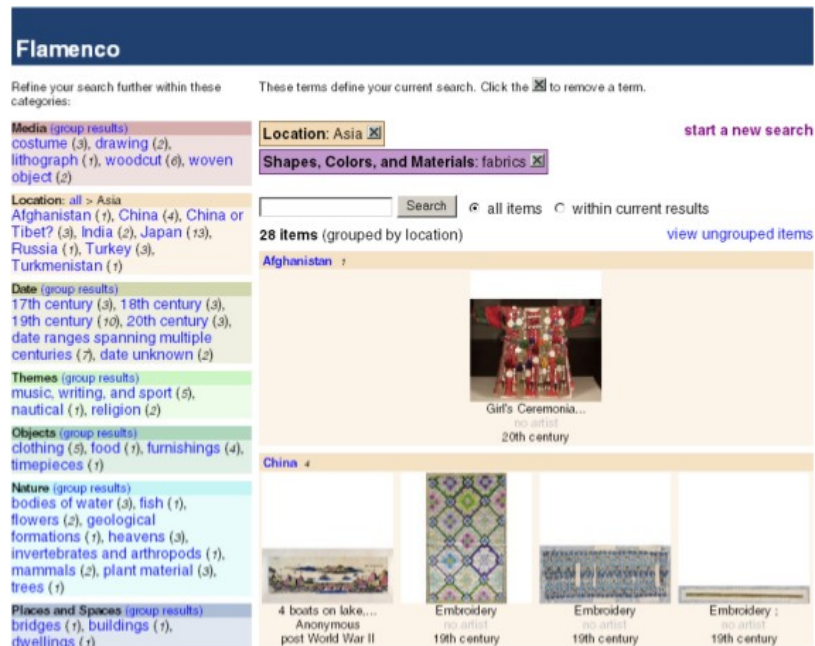 Flamenco
Refine your search further within these
categories:
Media (group results)
costume (3), drawing (2),
lithograph (1), woodcut (6), woven
object (2)
Location: all > Asia
Afghanistan (1), China (4), China or
Tibet? (3), India (2), Japan (13),
Russia (1), Turkey (3),
Turkmenistan (1)
Date (group results)
17th century (3), 18th century (3),
19th century (10), 20th century (3),
date ranges spanning multiple
centuries (7), date unknown (2)
Themes (group results)
music, writing, and sport (5),
nautical (1), religion (2)
Objects (group results)
clothing (5), food (1), furnishings (4),
timepieces (1)
Nature (group results)
bodies of water (3), fish (1),
flowers (2), geological
formations (1), heavens (3),
invertebrates and arthropods (1),
mammals (2), plant material (3),
trees (1)
Places and Spaces (group results)
bridges (1), buildings (1),
dwellings (1)
These terms define your current search. Click the X to remove a term.
Location: Asia X
start a new search
Shapes, Colors, and Materials: fabrics X
Search all items within current results
28 items (grouped by location)
view ungrouped items
Afghanistan 1
Girl's Ceremonia...
no artist
20th century
China 4
4 boats on lake,...
Anonymous
post World War II
Embroidery
no artist
19th century
Embroidery
no artist
19th century
Embroidery ;
no artist
19th century